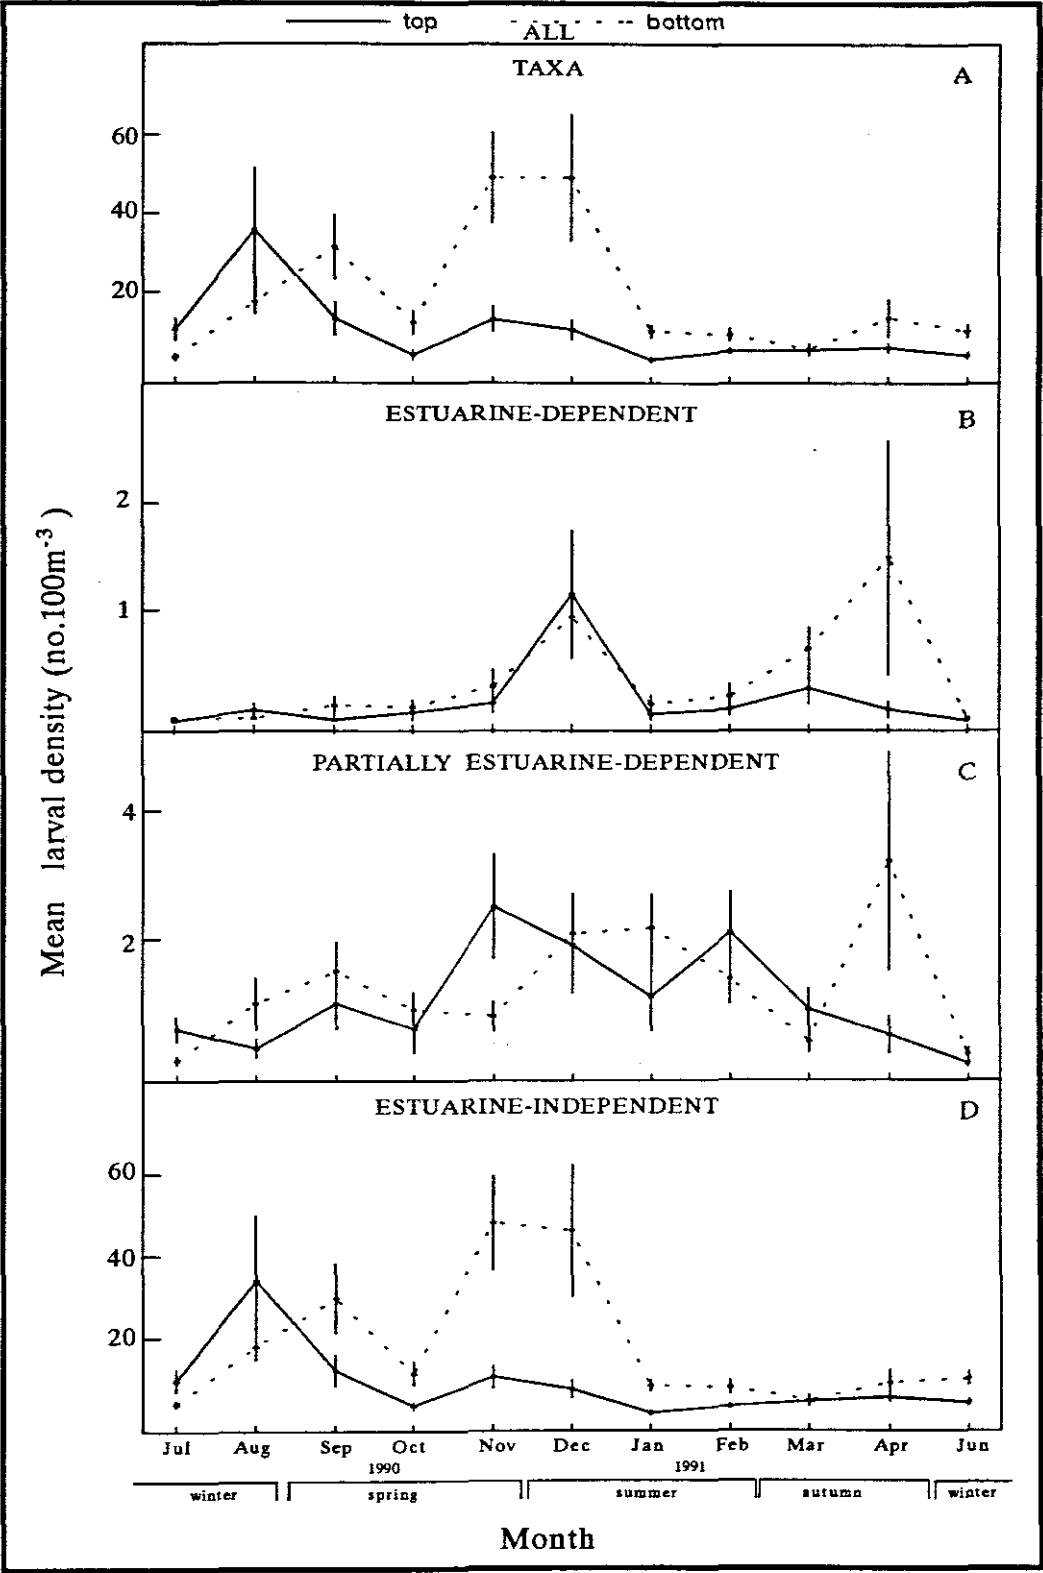 top bottom
ALL
TAXA
A
60
40
20
ESTUARINE-DEPENDENT
B
2
1
PARTIALLY ESTUARINE-DEPENDENT
C
4
2
ESTUARINE-INDEPENDENT
D
60
40
20
Mean larval density (no.100m-3)
Jul Aug Sep Oct Nov Dec Jan Feb Mar Apr Jun
1990 1991
winter spring summer autumn winter
Month